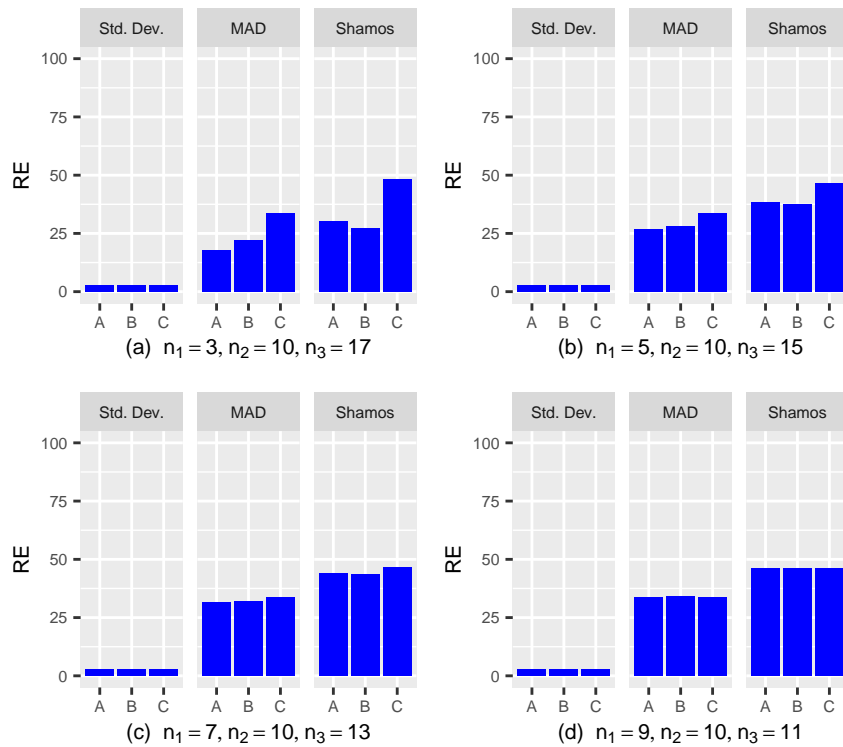 Std. Dev. MAD Shamos
100
75
50
25
0
RE
A B C A B C A B C
(a) n₁ = 3, n₂ = 10, n₃ = 17
Std. Dev. MAD Shamos
100
75
50
25
0
RE
A B C A B C A B C
(b) n₁ = 5, n₂ = 10, n₃ = 15
Std. Dev. MAD Shamos
100
75
50
25
0
RE
A B C A B C A B C
(c) n₁ = 7, n₂ = 10, n₃ = 13
Std. Dev. MAD Shamos
100
75
50
25
0
RE
A B C A B C A B C
(d) n₁ = 9, n₂ = 10, n₃ = 11